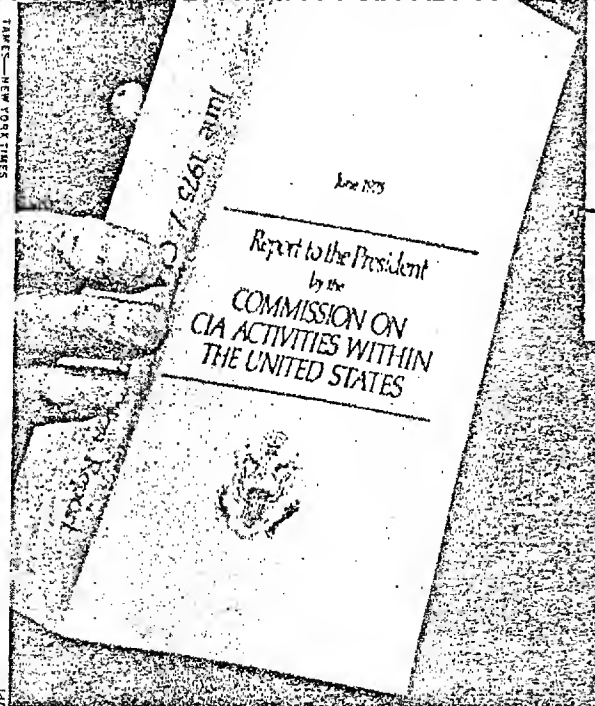 TAMES—NEW YORK TIMES
June 1975
June 1975
Report to the President
by the
COMMISSION ON
CIA ACTIVITIES WITHIN
THE UNITED STATES